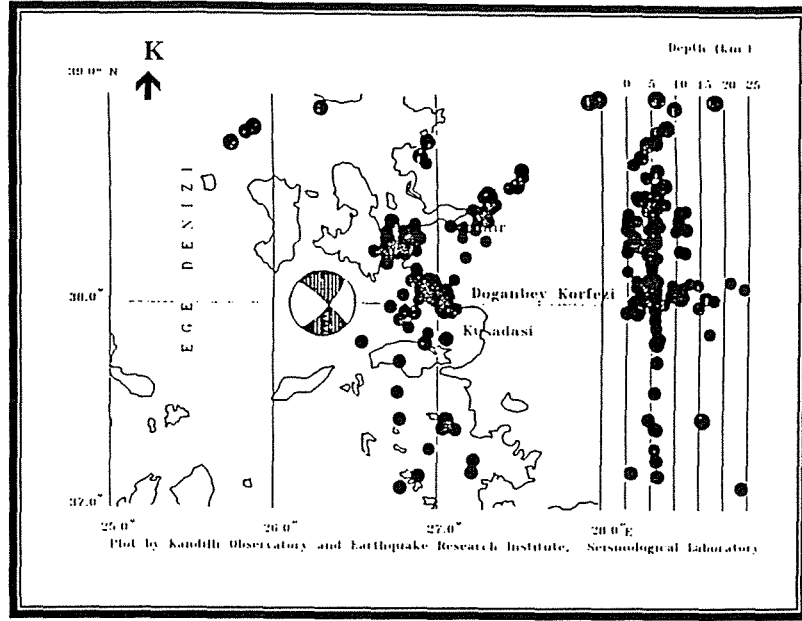 K
Depth (km)
39.0° N
0 5 10 15 20 25
EGE DENIZI
30.0°
Doganbey Korfezi
Kusadasi
37.0°
25.0° 26.0° 27.0° 28.0°E
Plot by Kandilli Observatory and Earthquake Research Institute, Seismological Laboratory